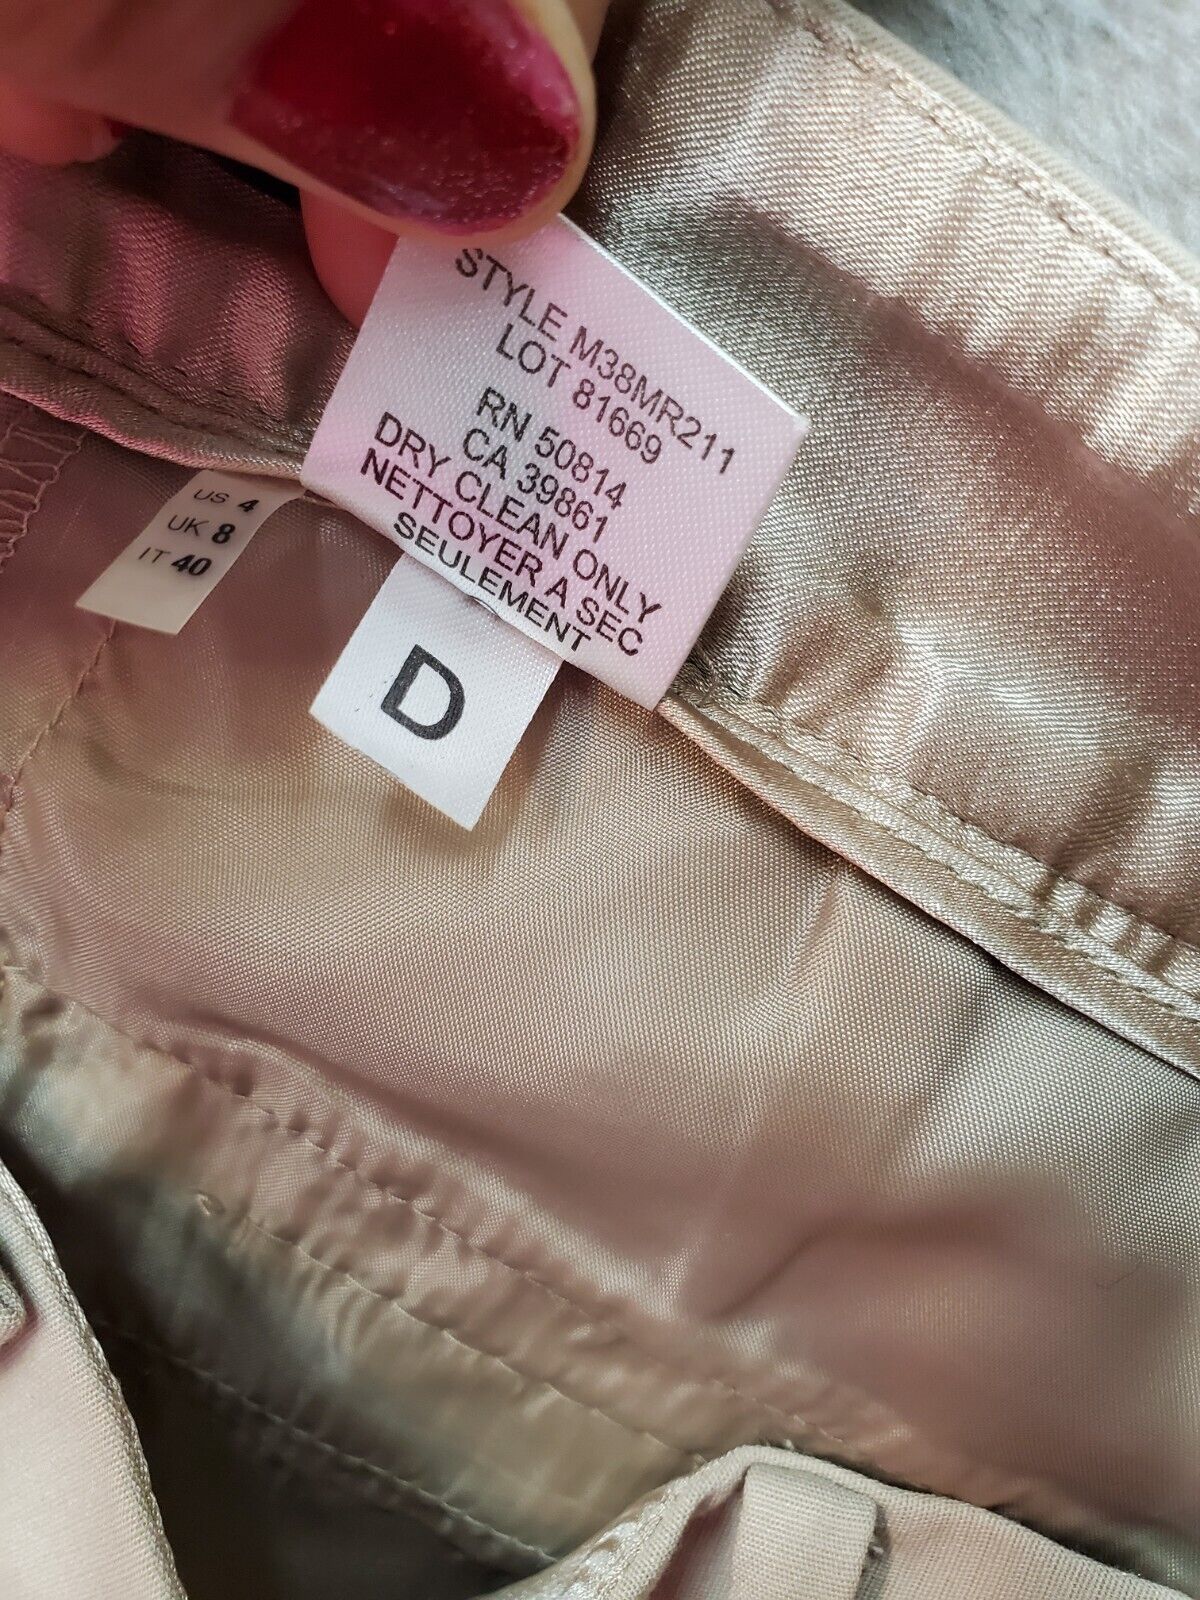 STYLE M38MR211
LOT 81669
RN 50814
CA 39861
DRY CLEAN ONLY
NETTOYER A SEC
SEULEMENT
US 4
UK 8
IT 40
D